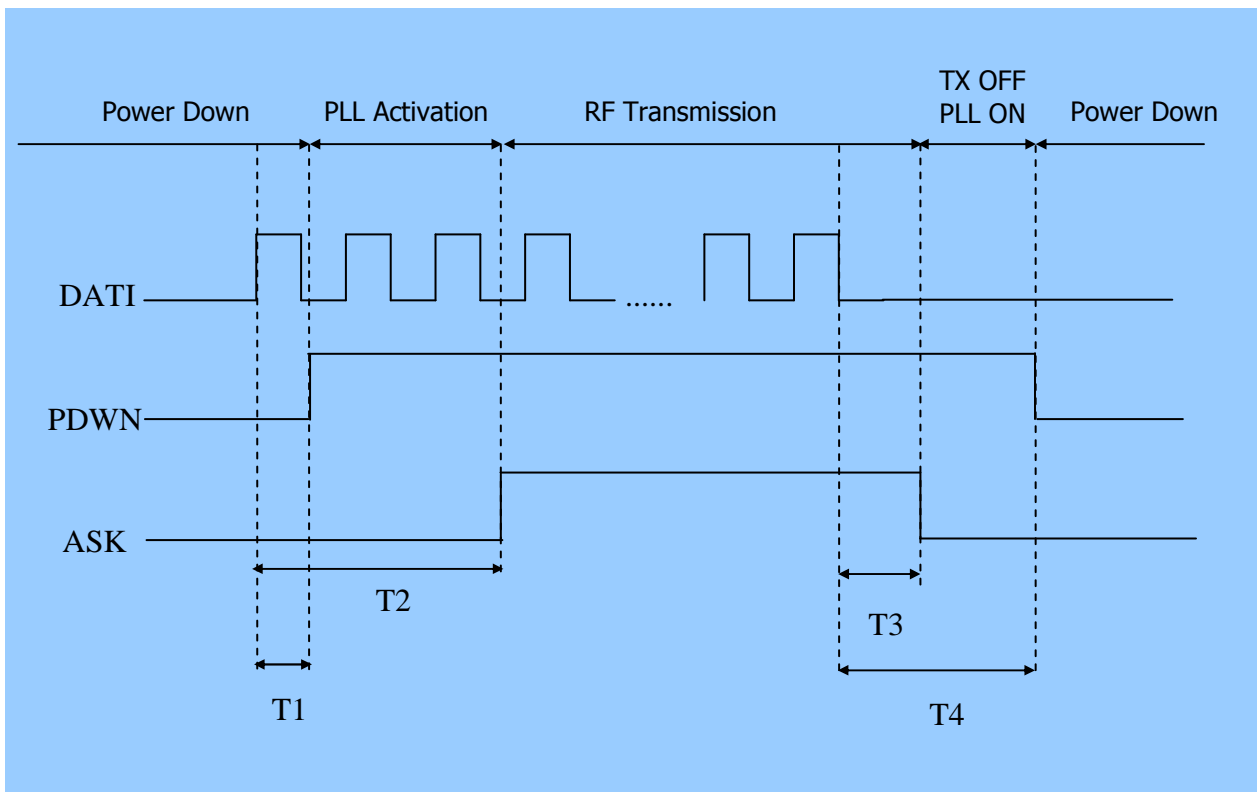 TX OFF
Power Down PLL Activation RF Transmission PLL ON Power Down
DATI
......
PDWN
ASK
T2
T3
T1
T4